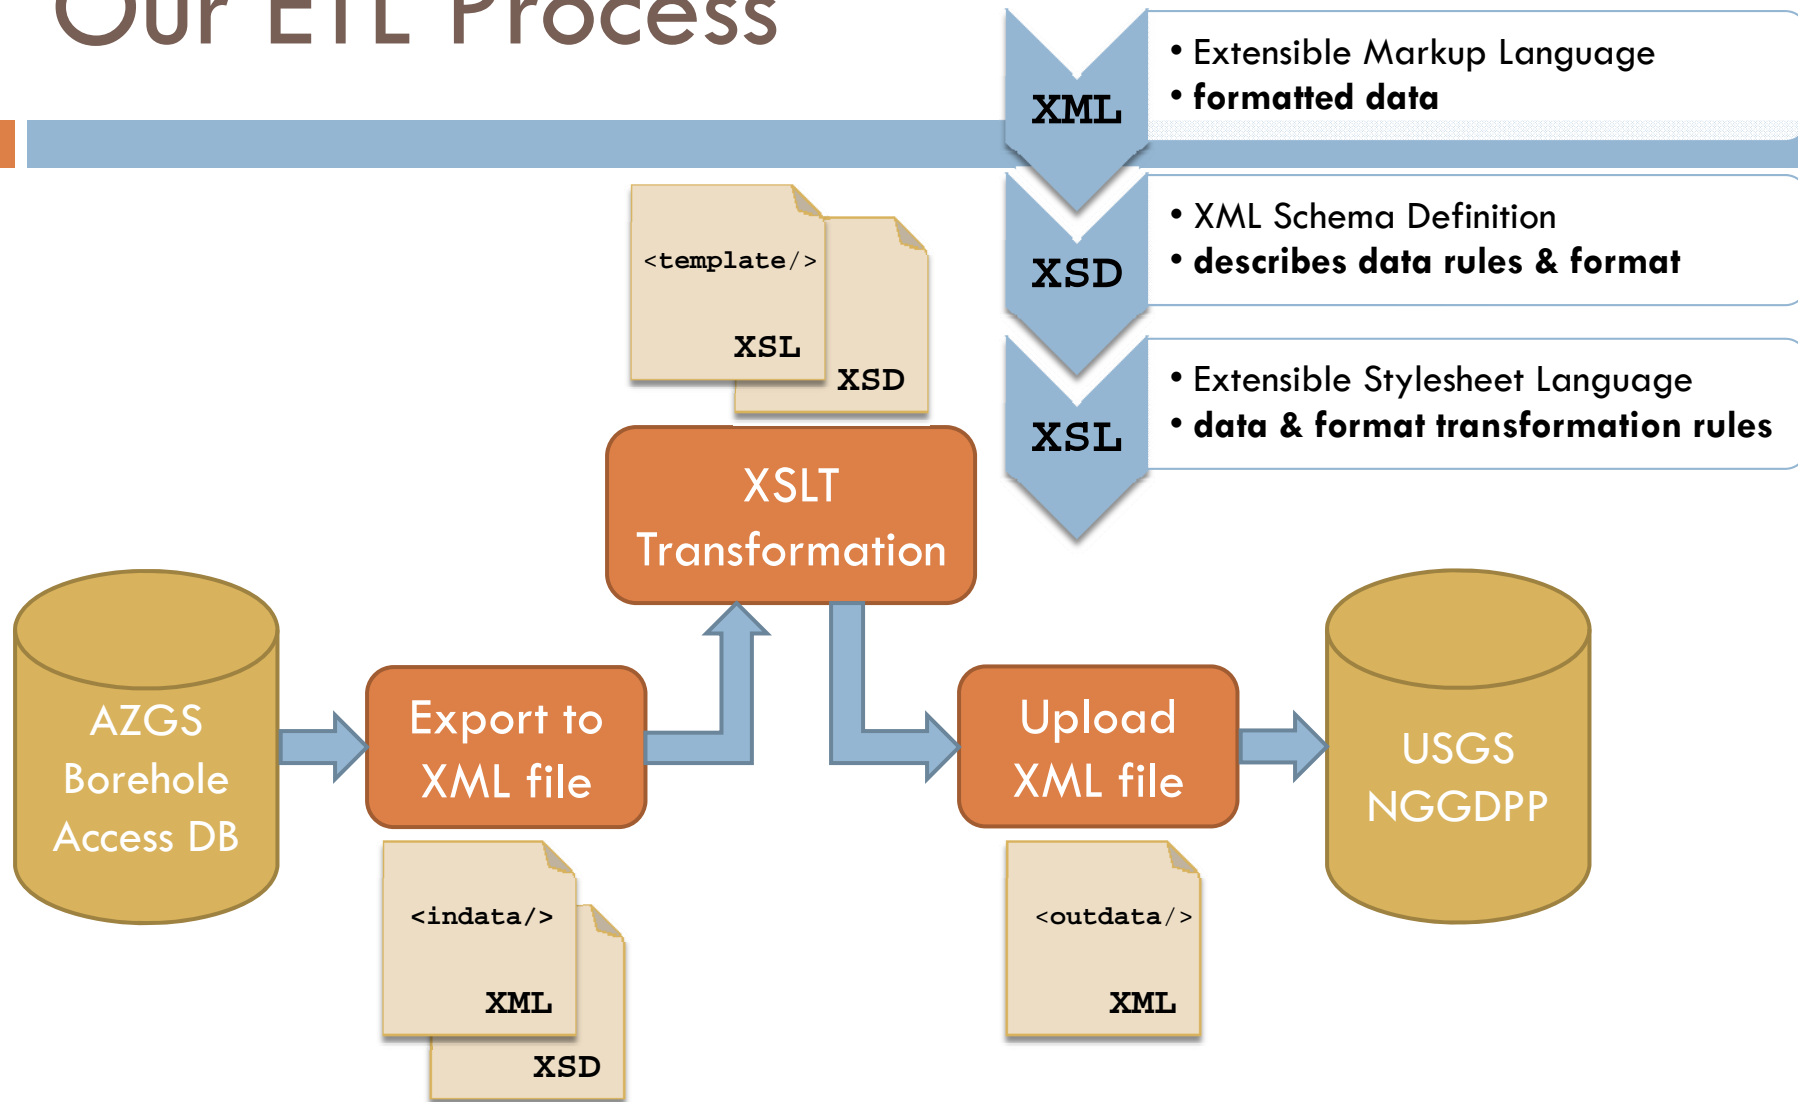 Our ETL Process
XML
• Extensible Markup Language
• formatted data
XSD
• XML Schema Definition
• describes data rules & format
XSL
• Extensible Stylesheet Language
• data & format transformation rules
<template/>
XSL
XSD
XSLT
Transformation
AZGS
Borehole
Access DB
Export to
XML file
Upload
XML file
USGS
NGGDPP
<indata/>
XML
XSD
<outdata/>
XML